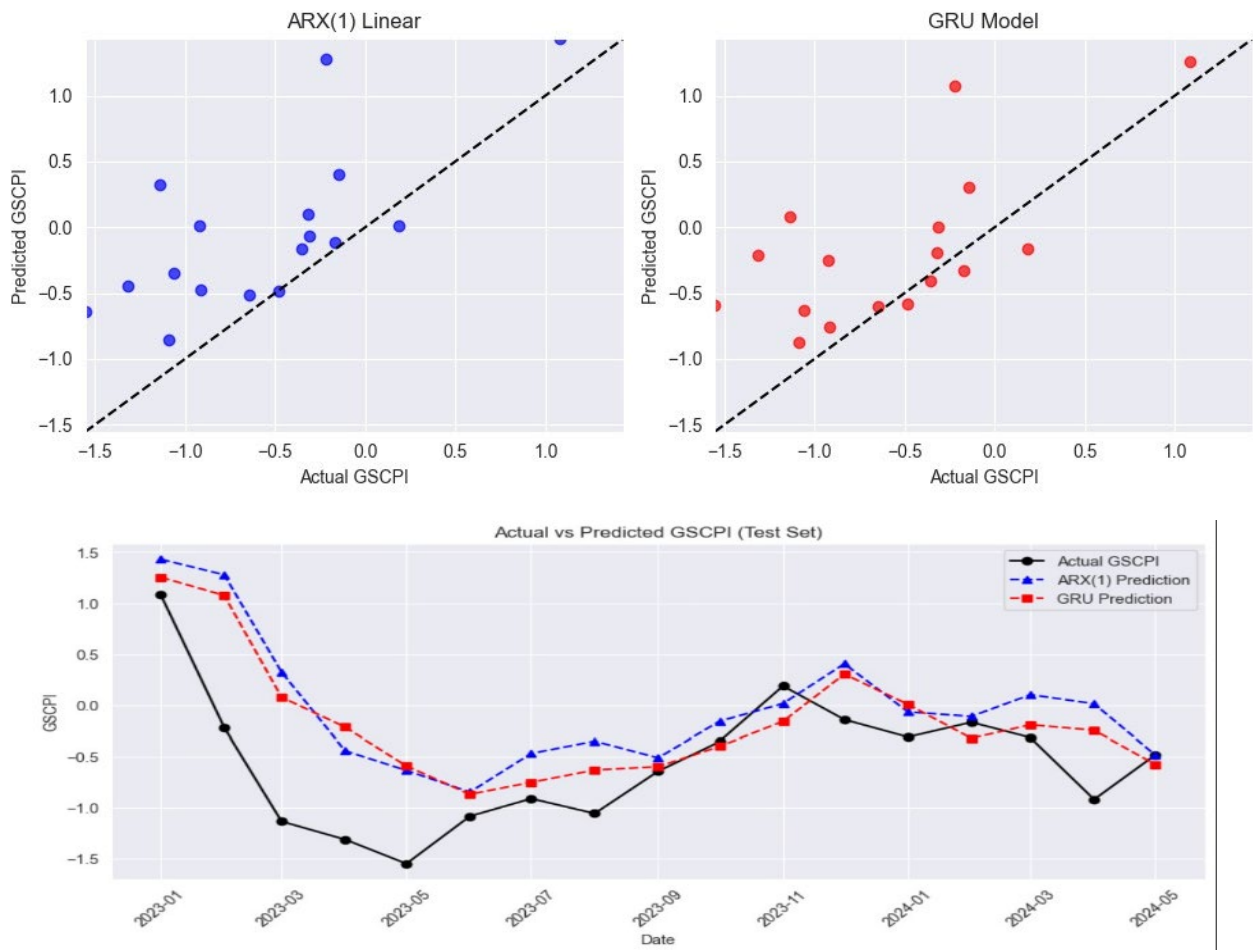 ARX(1) Linear
1.0
0.5
0.0
−0.5
−1.0
−1.5
Predicted GSCPI
−1.5 −1.0 −0.5 0.0 0.5 1.0
Actual GSCPI
GRU Model
1.0
0.5
0.0
−0.5
−1.0
−1.5
Predicted GSCPI
−1.5 −1.0 −0.5 0.0 0.5 1.0
Actual GSCPI
Actual vs Predicted GSCPI (Test Set)
Actual GSCPI
ARX(1) Prediction
GRU Prediction
1.5
1.0
0.5
0.0
−0.5
−1.0
−1.5
GSCPI
2023-01 2023-03 2023-05 2023-07 2023-09 2023-11 2024-01 2024-03 2024-05
Date